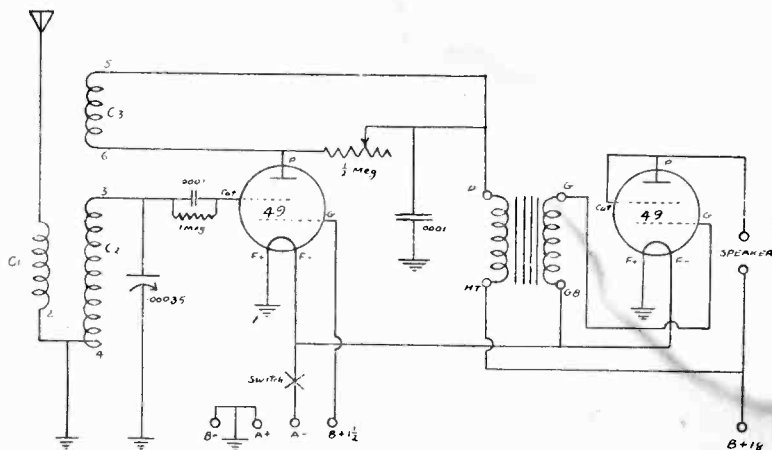 5
C3
6
P
½ Meg
3
.0001
Cat
1 Meg
49
G
F+
F-
C2
C1
2
4
.00035
.0001
P
HT
G
GB
P
Cat
49
G
F+
F-
SPEAKER
Switch
B-
A+
A-
B+1½
B+18